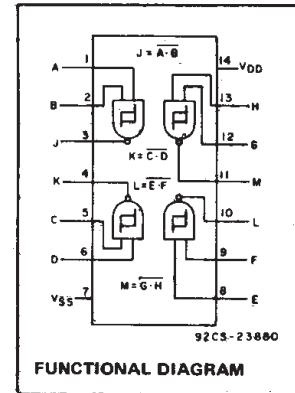 J = A·B
A 1
14 VDD
B 2
13 H
J 3
12 G
K = C·D
11 M
K 4
L = E·F
C 5
10 L
D 6
9 F
M = G·H
VSS 7
8 E
92CS-23880
FUNCTIONAL DIAGRAM